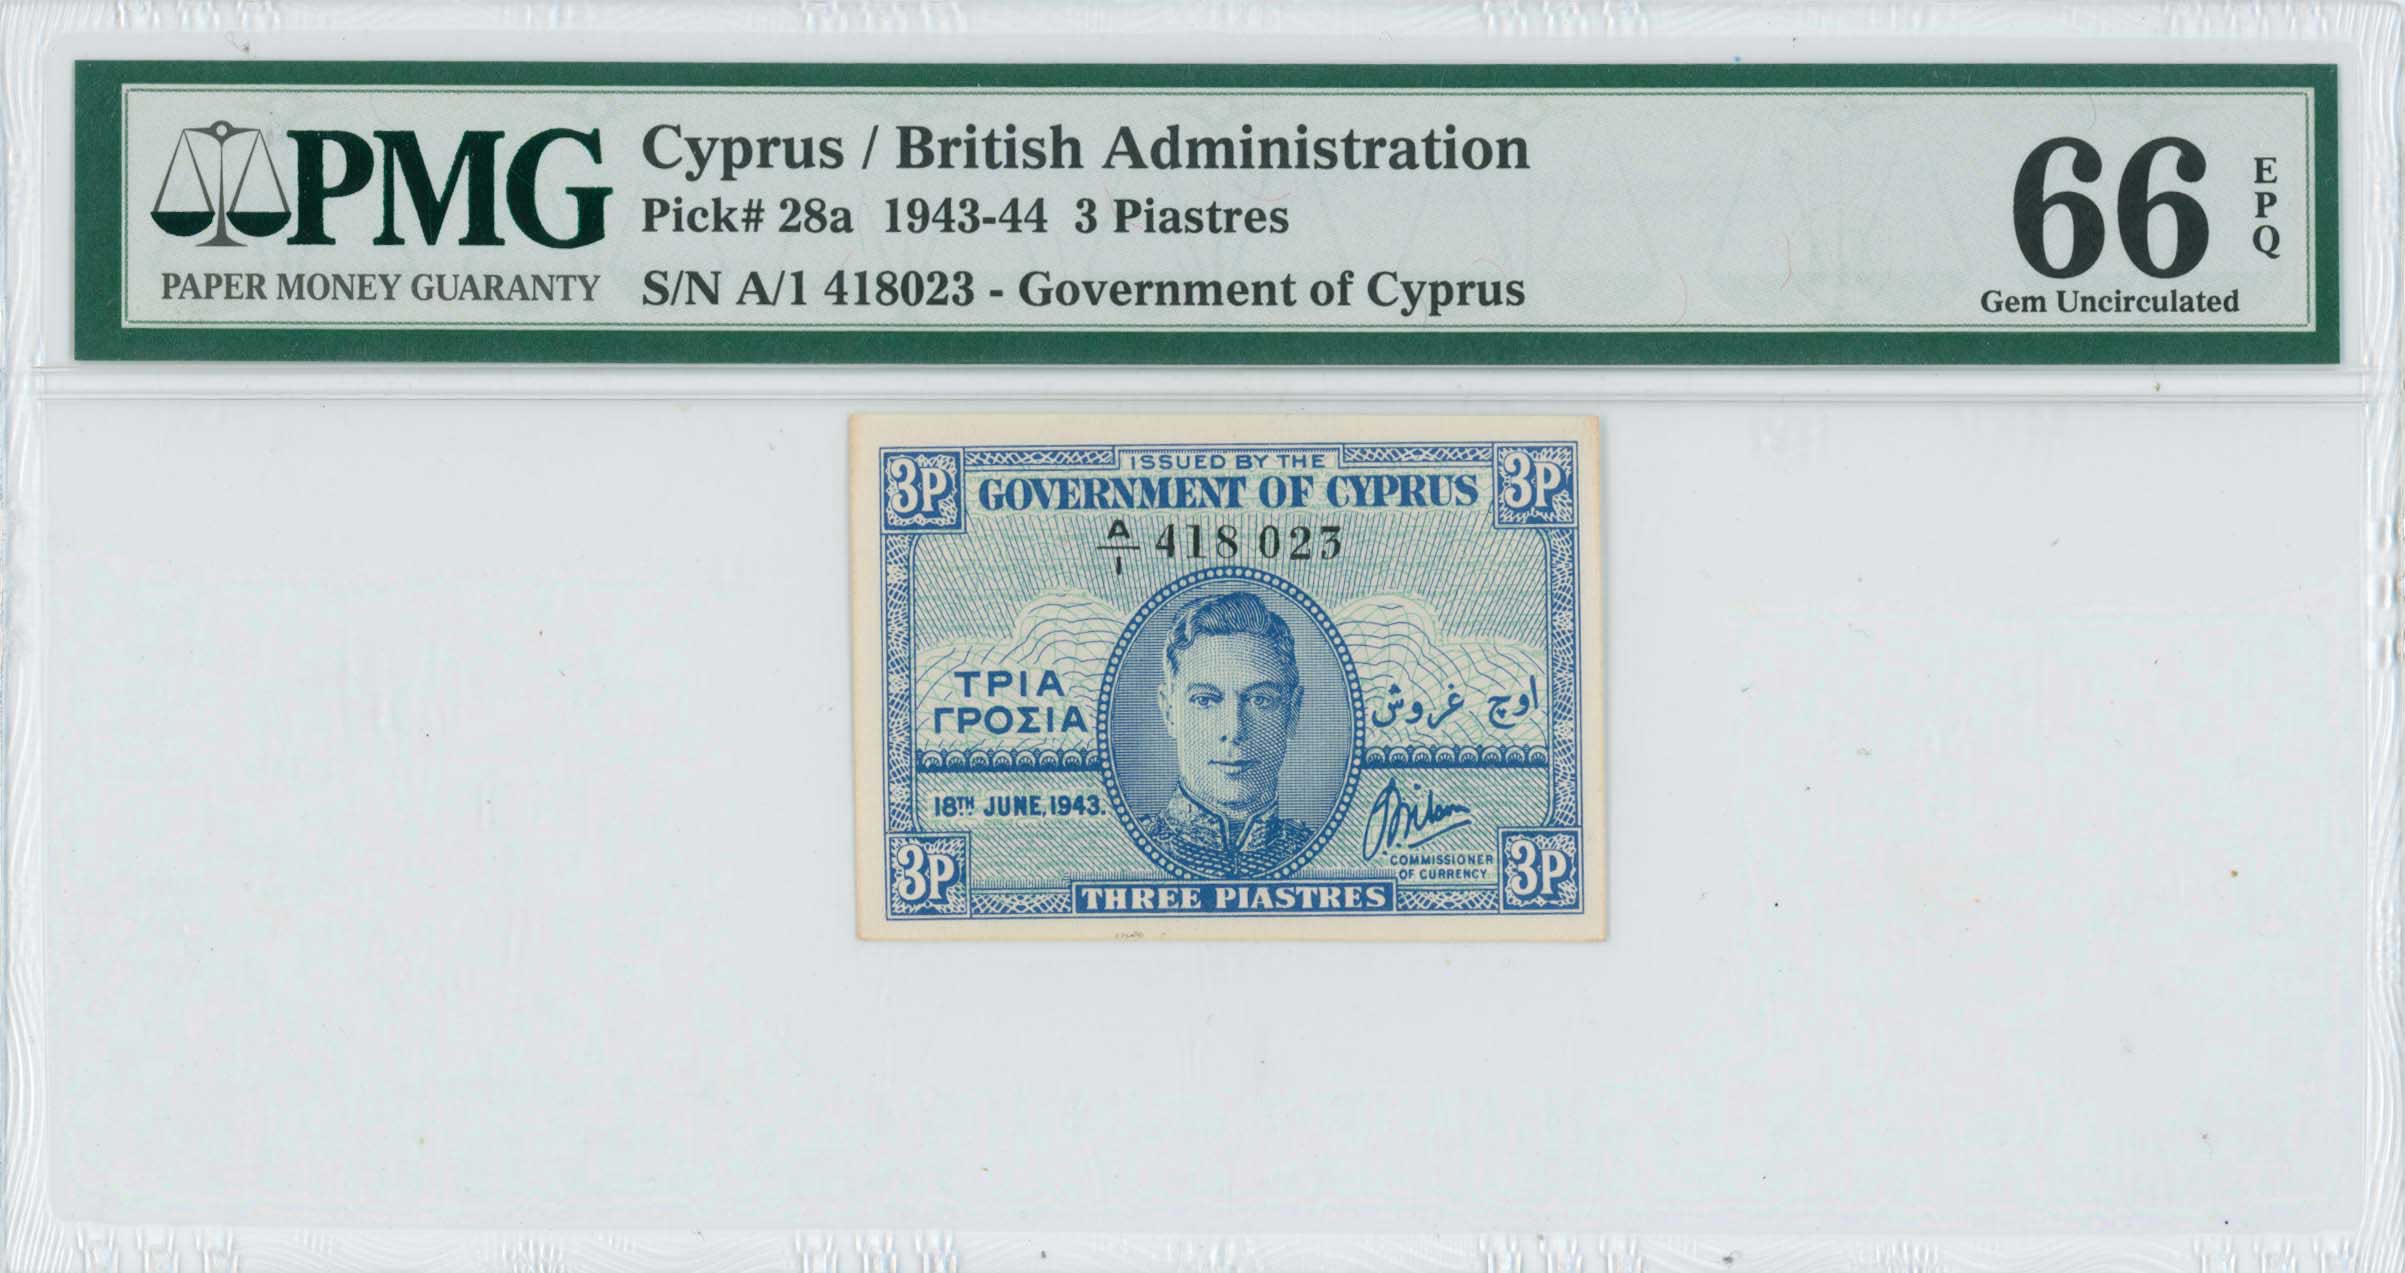 PMG
PAPER MONEY GUARANTY
Cyprus / British Administration
Pick# 28a 1943-44 3 Piastres
S/N A/1 418023 - Government of Cyprus
66
EPQ
Gem Uncirculated
3P
ISSUED BY THE
3P
GOVERNMENT OF CYPRUS
A/1 418 023
ΤΡΙΑ
ΓΡΟΣΙΑ
اوچ غروش
18TH JUNE, 1943.
COMMISSIONER
OF CURRENCY
3P
THREE PIASTRES
3P